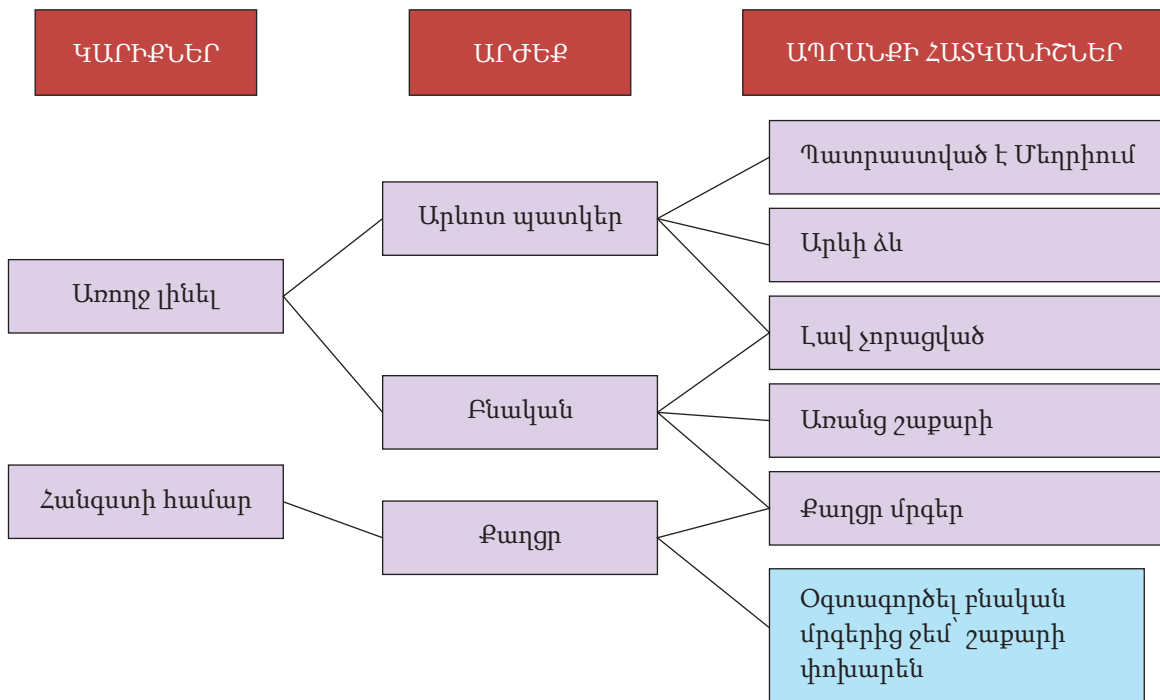 ԿԱՐԻՔՆԵՐ
ԱՐԺԵՔ
ԱՊՐԱՆՔԻ ՀԱՏԿԱՆԻՇՆԵՐ
Առողջ լինել
Հանգստի համար
Արևոտ պատկեր
Բնական
Քաղցր
Պատրաստված է Մեղրիում
Արևի ձև
Լավ չորացված
Առանց շաքարի
Քաղցր մրգեր
Օգտագործել բնական
մրգերից ջեմ՝ շաքարի
փոխարեն